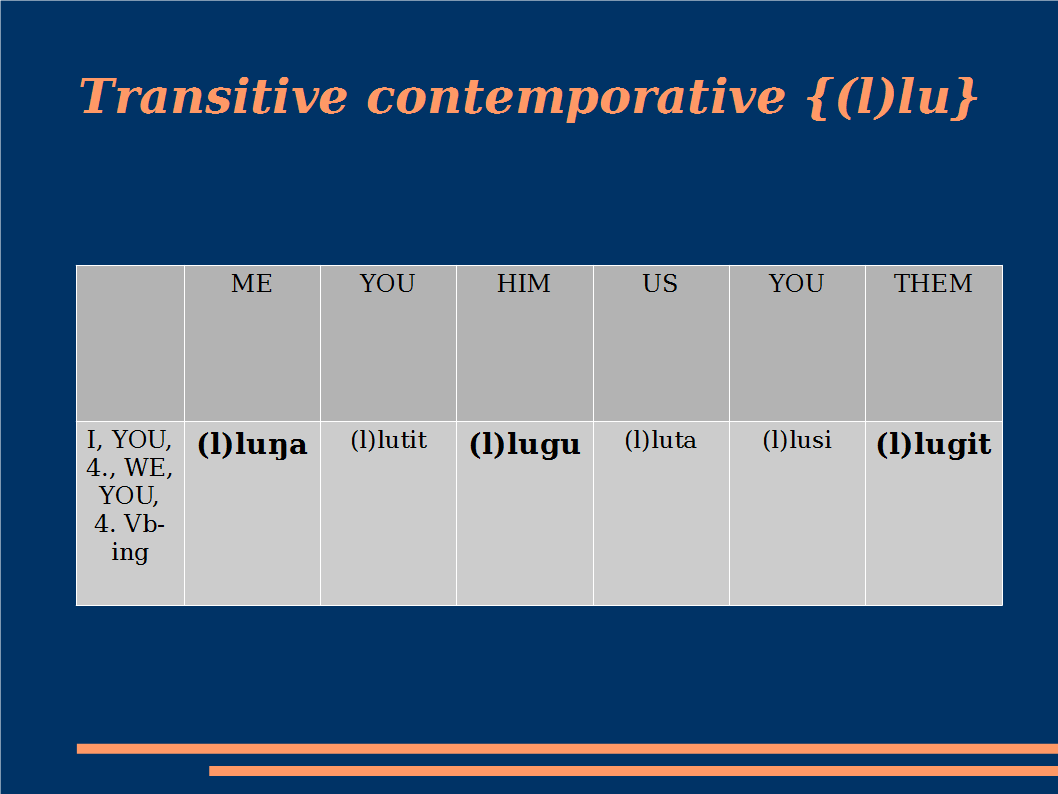 Transitive contemporative {(l)lu}
ME YOU HIM US YOU THEM
I, YOU, (l)luŋa (l)lutit (l)lugu (l)luta (l)lusi (l)lugit
4., WE,
YOU,
4. Vb-
ing